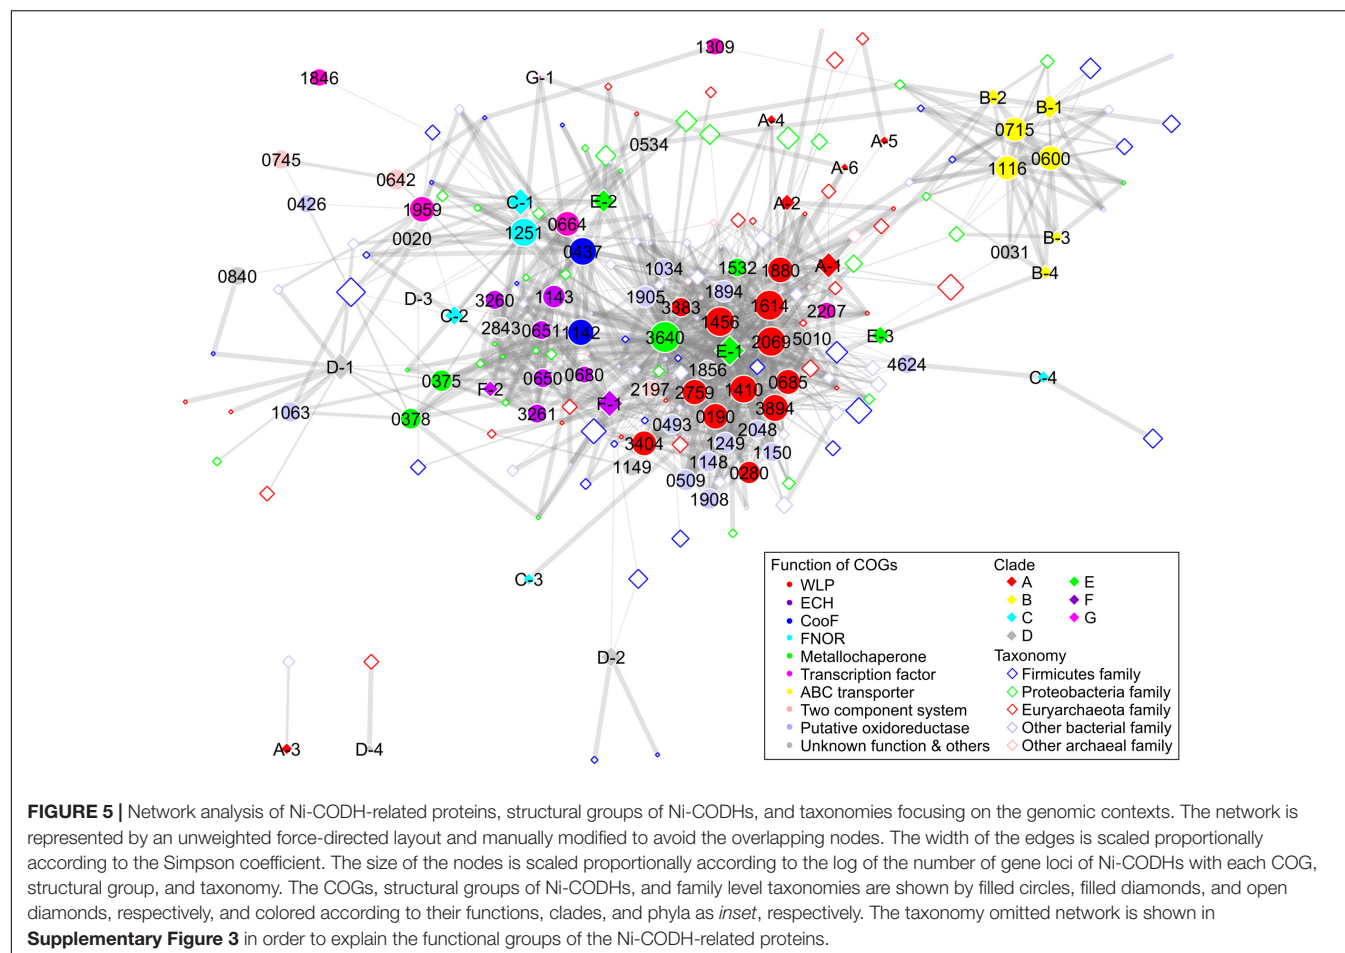 1309
1846
G-1
B-2
B-1
A-4
0715
0534
A-5
0745
0600
A-6
1116
0642
0426
C-1
E-2
A-2
1959
0664
1251
0020
0437
B-3
0031
1034
1532
1880
A-1
B-4
0840
1894
1905
D-3
3260
1143
3383
1614
C-2
1456
2207
2843
0651
1142
3640
2069
5010
E-3
E-1
D-1
1856
4624
0375
0650
0680
C-4
F-2
2197
2759
1410
0685
F-1
1063
0378
3261
0190
3894
0493
2048
3404
1249
1150
1149
1148
0280
0509
1908
C-3
D-2
A-3
D-4
Function of COGs
WLP
ECH
CooF
FNOR
Metallochaperone
Transcription factor
ABC transporter
Two component system
Putative oxidoreductase
Unknown function & others
Clade
A
B
C
D
E
F
G
Taxonomy
Firmicutes family
Proteobacteria family
Euryarchaeota family
Other bacterial family
Other archaeal family
FIGURE 5 | Network analysis of Ni-CODH-related proteins, structural groups of Ni-CODHs, and taxonomies focusing on the genomic contexts. The network is
represented by an unweighted force-directed layout and manually modified to avoid the overlapping nodes. The width of the edges is scaled proportionally
according to the Simpson coefficient. The size of the nodes is scaled proportionally according to the log of the number of gene loci of Ni-CODHs with each COG,
structural group, and taxonomy. The COGs, structural groups of Ni-CODHs, and family level taxonomies are shown by filled circles, filled diamonds, and open
diamonds, respectively, and colored according to their functions, clades, and phyla as inset, respectively. The taxonomy omitted network is shown in
Supplementary Figure 3 in order to explain the functional groups of the Ni-CODH-related proteins.